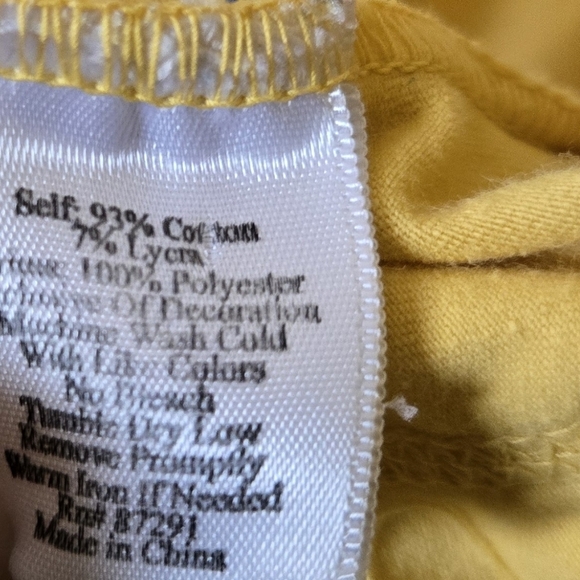 Self: 93% Cotton
7% Lycra
100% Polyester
Of Decoration
Machine Wash Cold
With Like Colors
No Bleach
Tumble Dry Low
Remove Promptly
Warm Iron If Needed
Rn# 87291
Made in China